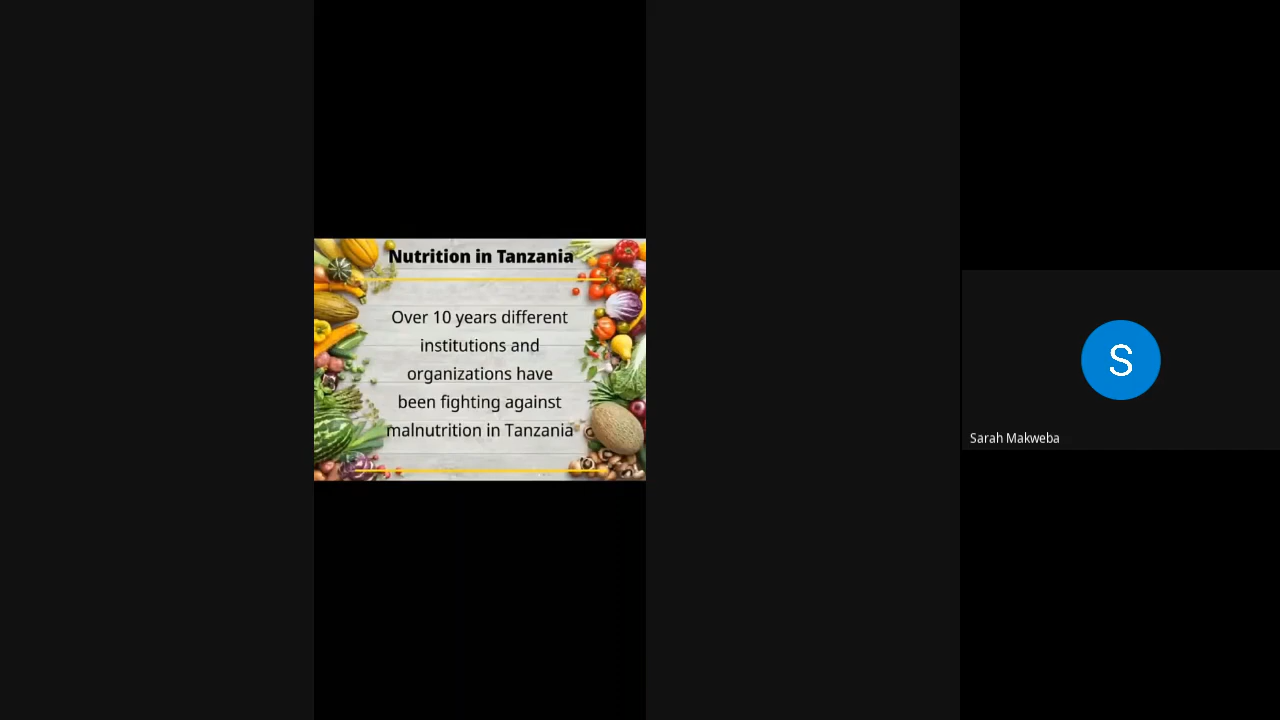 Nutrition in Tanzania
Over 10 years different
institutions and
organizations have
been fighting against
malnutrition in Tanzania
S
Sarah Makweba